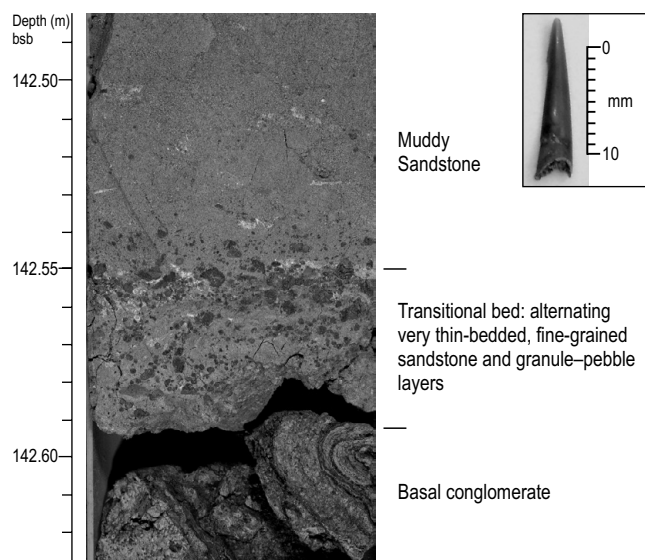 Depth (m)
bsb
142.50
142.55
142.60
Muddy
Sandstone
Transitional bed: alternating
very thin-bedded, fine-grained
sandstone and granule–pebble
layers
Basal conglomerate
0
mm
10